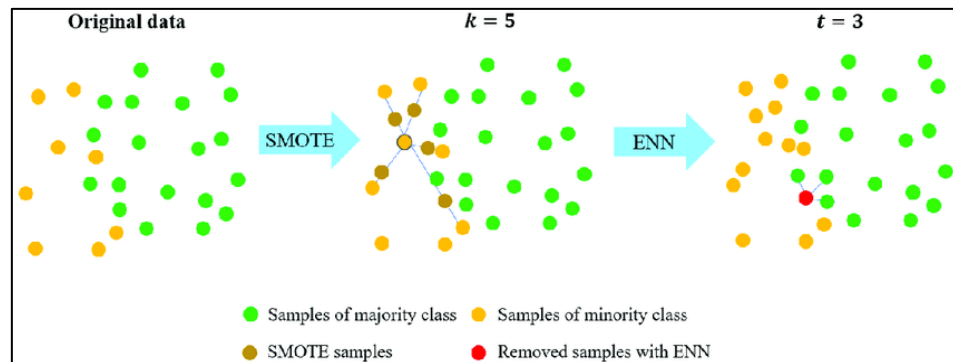 Original data
k = 5
t = 3
SMOTE
ENN
Samples of majority class
Samples of minority class
SMOTE samples
Removed samples with ENN